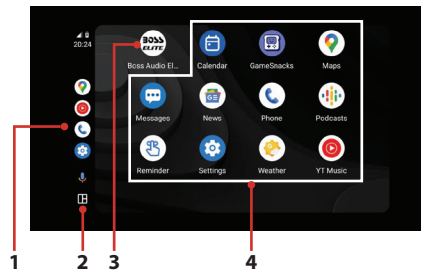 20:24
BOSS
ELITE
Boss Audio El... Calendar GameSnacks Maps
Messages News Phone Podcasts
Reminder Settings Weather YT Music
1 2 3 4